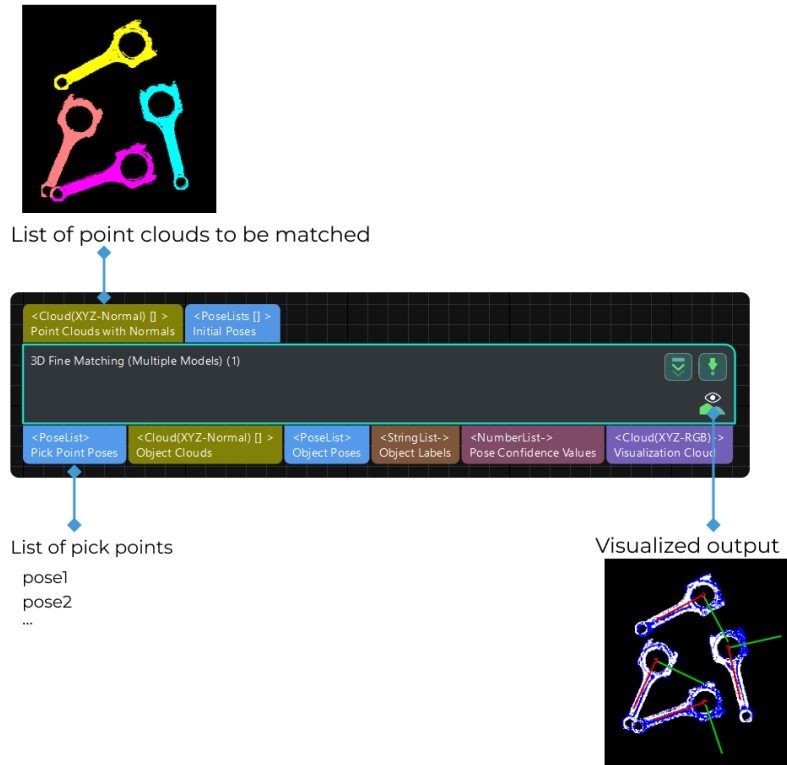 List of point clouds to be matched
<Cloud(XYZ-Normal) [] >
Point Clouds with Normals
<PoseLists [] >
Initial Poses
3D Fine Matching (Multiple Models) (1)
<PoseList>
Pick Point Poses
<Cloud(XYZ-Normal) [] >
Object Clouds
<PoseList>
Object Poses
<StringList->
Object Labels
<NumberList->
Pose Confidence Values
<Cloud(XYZ-RGB) ->
Visualization Cloud
List of pick points
pose1
pose2
...
Visualized output